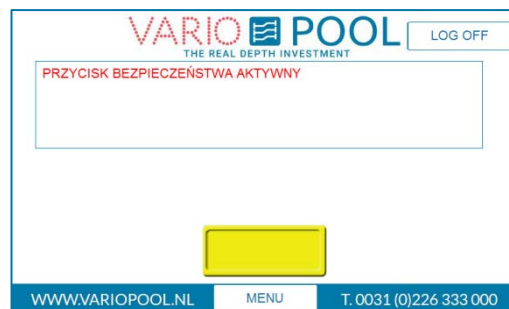 VARIO POOL
THE REAL DEPTH INVESTMENT
LOG OFF
PRZYCISK BEZPIECZEŃSTWA AKTYWNY
WWW.VARIOPOOL.NL MENU T. 0031 (0)226 333 000